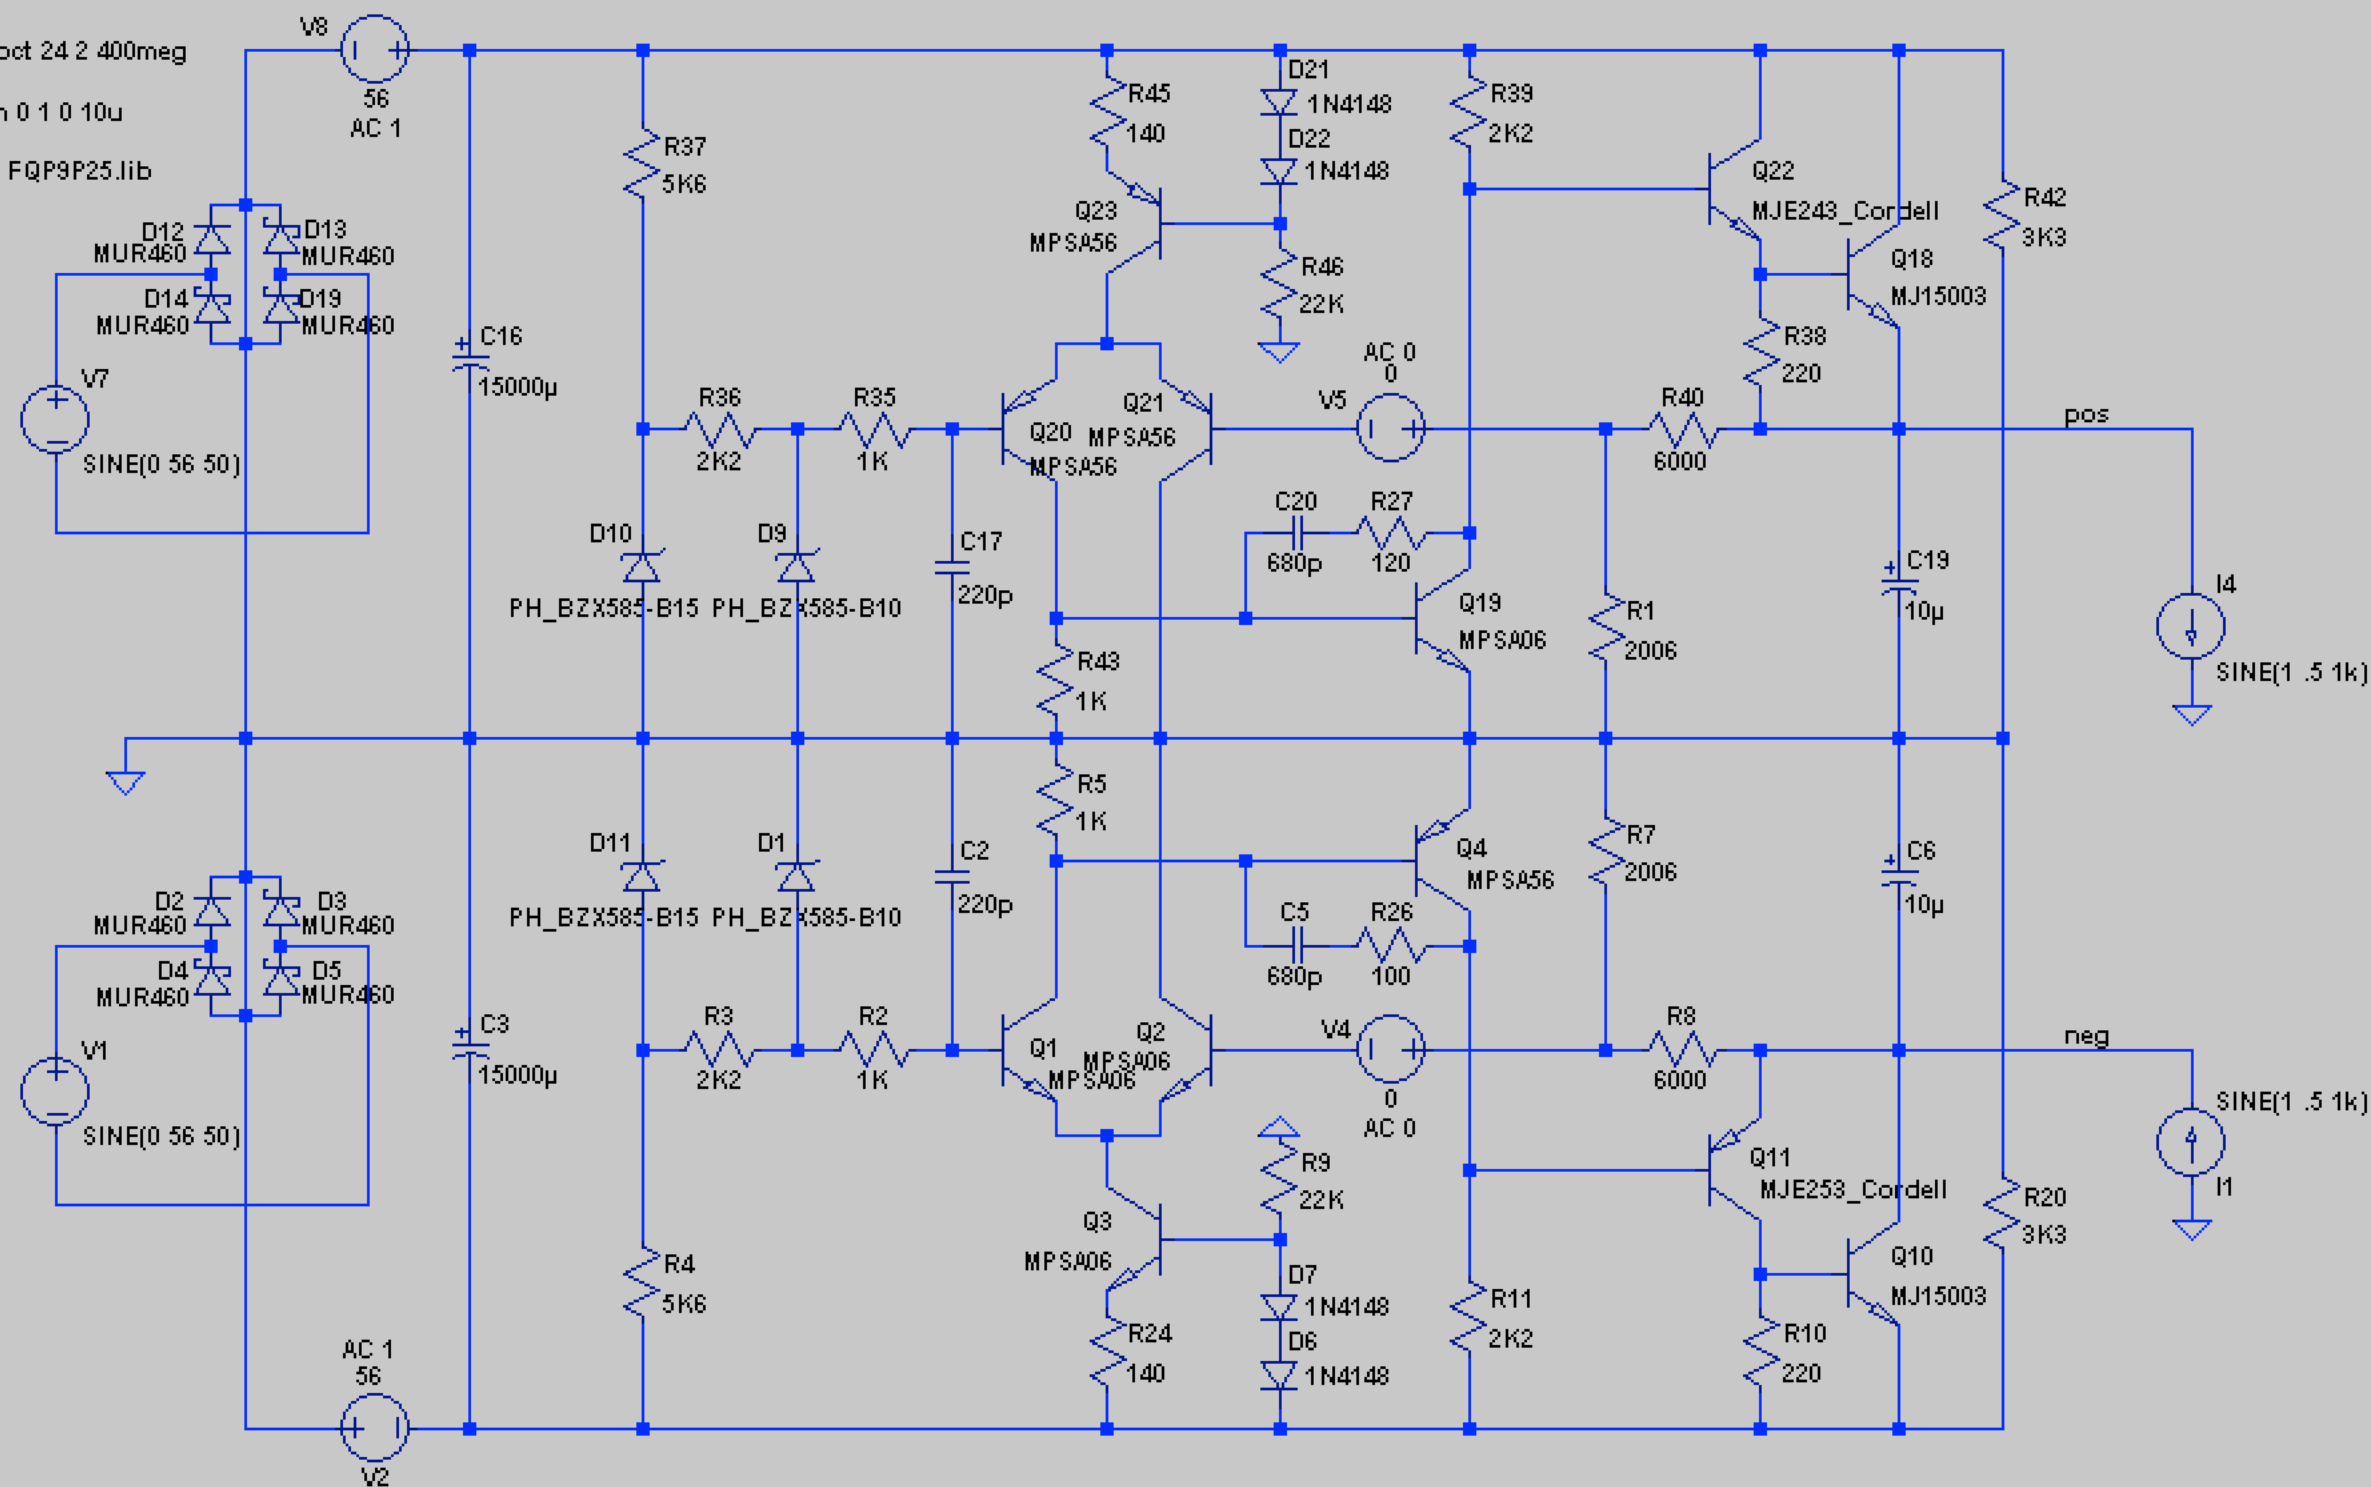 oct 24 2 400meg
n 0 1 0 10u
FQP9P25.lib
V8
56
AC 1
D12
MUR460
D13
MUR460
D14
MUR460
D19
MUR460
V7
SINE(0 56 50)
C16
15000µ
R37
5K6
R36
2K2
R35
1K
D10
PH_BZX585-B15
D9
PH_BZX585-B10
C17
220p
R45
140
D21
1N4148
D22
1N4148
Q23
MPSA56
R46
22K
Q20
MPSA56
Q21
MPSA56
AC 0
0
V5
C20
680p
R27
120
R43
1K
Q19
MPSA06
R39
2K2
Q22
MJE243_Cordell
Q18
MJ15003
R42
3K3
R38
220
R40
6000
pos
R1
2006
C19
10µ
I4
SINE(1 .5 1k)
D2
MUR460
D3
MUR460
D4
MUR460
D5
MUR460
V1
SINE(0 56 50)
C3
15000µ
AC 1
56
V2
D11
PH_BZX585-B15
D1
PH_BZX585-B10
C2
220p
R3
2K2
R2
1K
R4
5K6
R5
1K
Q4
MPSA56
C5
680p
R26
100
Q1
MPSA06
Q2
MPSA06
V4
0
AC 0
R9
22K
Q3
MPSA06
R24
140
D7
1N4148
D6
1N4148
R7
2006
C6
10µ
R8
6000
neg
Q11
MJE253_Cordell
R11
2K2
Q10
MJ15003
R10
220
R20
3K3
SINE(1 .5 1k)
I1